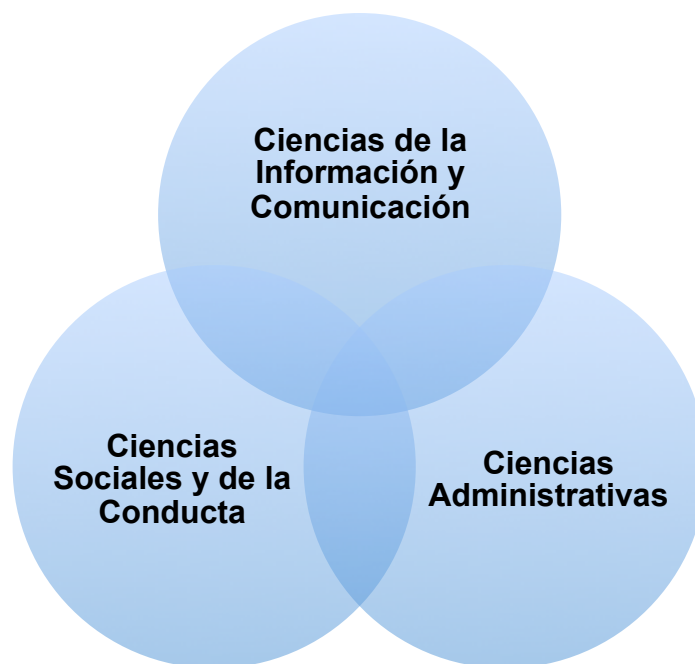 Ciencias de la
Información y
Comunicación
Ciencias
Sociales y de la
Conducta
Ciencias
Administrativas